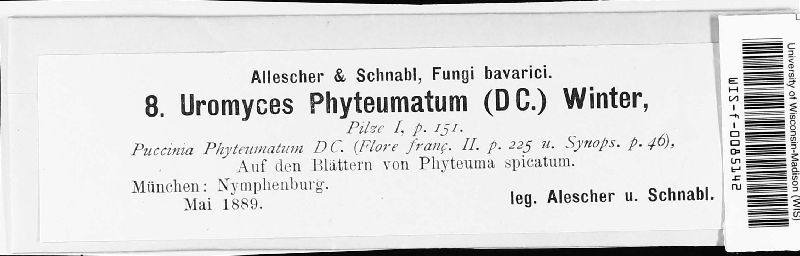 Allescher & Schnabl, Fungi bavarici.
8. Uromyces Phyteumatum (DC.) Winter,
Pilze I, p. 151.
Puccinia Phyteumatum DC. (Flore franç. II. p. 225 u. Synops. p. 46),
Auf den Blättern von Phyteuma spicatum.
München: Nymphenburg.
Mai 1889.
leg. Alescher u. Schnabl.
University of Wisconsin-Madison (WIS)
WIS-f-0085142